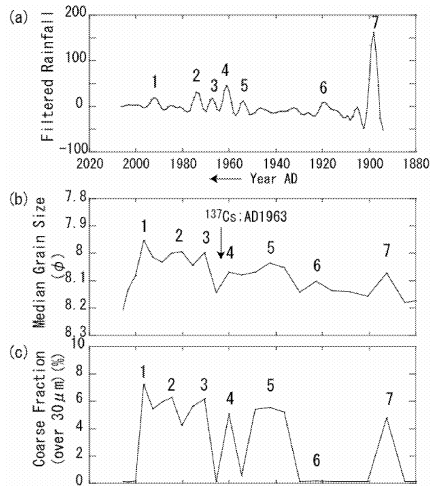 (a)
Filtered Rainfall
200
100
0
-100
1 2 3 4 5 6 7
2020 2000 1980 1960 1940 1920 1900 1880
← Year AD
(b)
Median Grain Size (φ)
7.8
7.9
8
8.1
8.2
8.3
137Cs:AD1963
1 2 3 4 5 6 7
(c)
Coarse Fraction (over 30μm)(%)
10
8
6
4
2
0
1 2 3 4 5 6 7